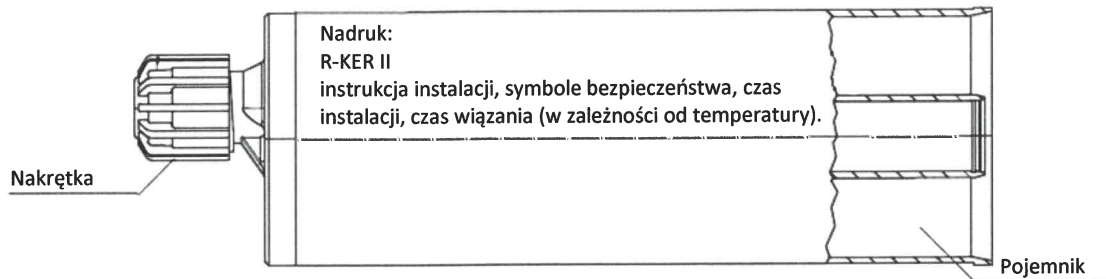 Nadruk:
R-KER II
instrukcja instalacji, symbole bezpieczeństwa, czas
instalacji, czas wiązania (w zależności od temperatury).
Nakrętka
Pojemnik